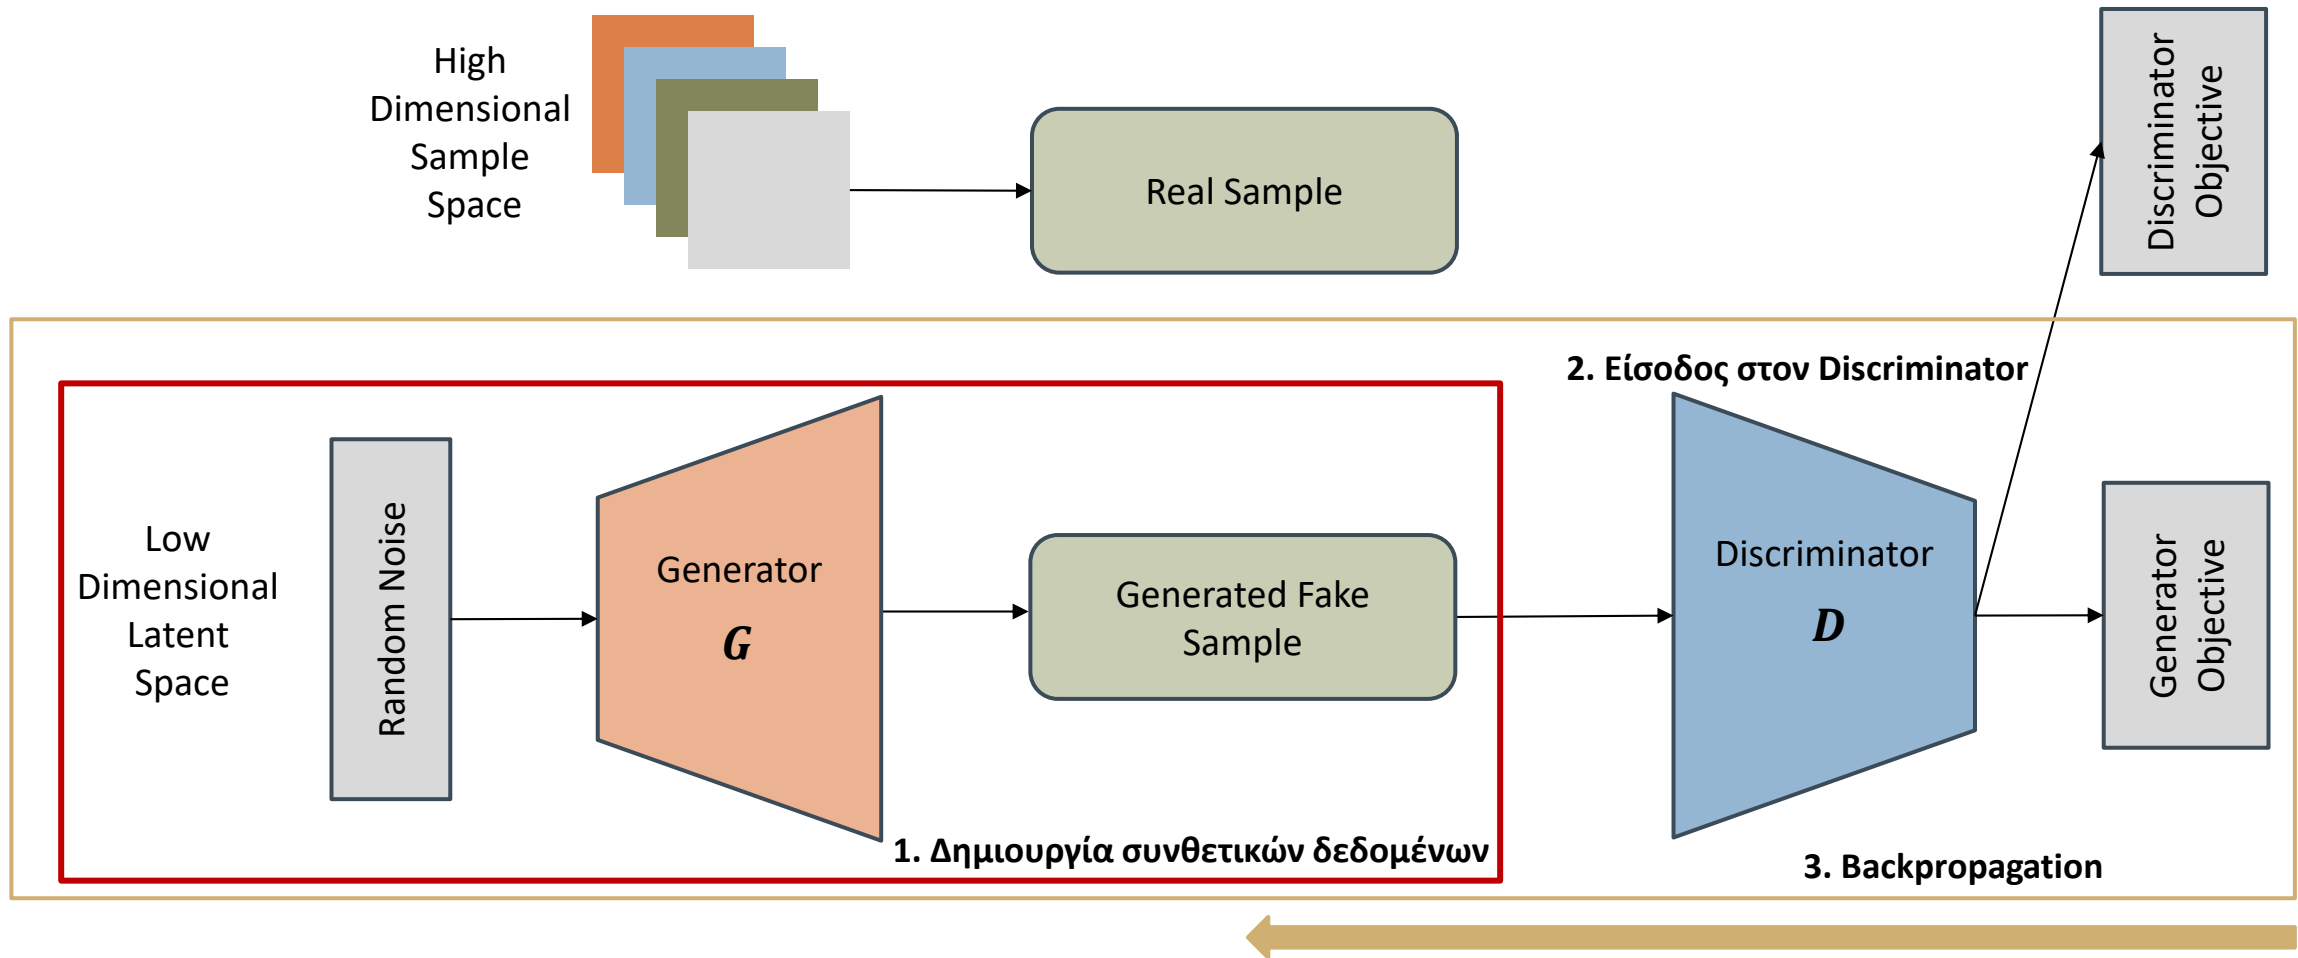 High
Dimensional
Sample
Space
Real Sample
Discriminator
Objective
2. Είσοδος στον Discriminator
Low
Dimensional
Latent
Space
Random Noise
Generator
G
Generated Fake
Sample
Discriminator
D
Generator
Objective
1. Δημιουργία συνθετικών δεδομένων
3. Backpropagation